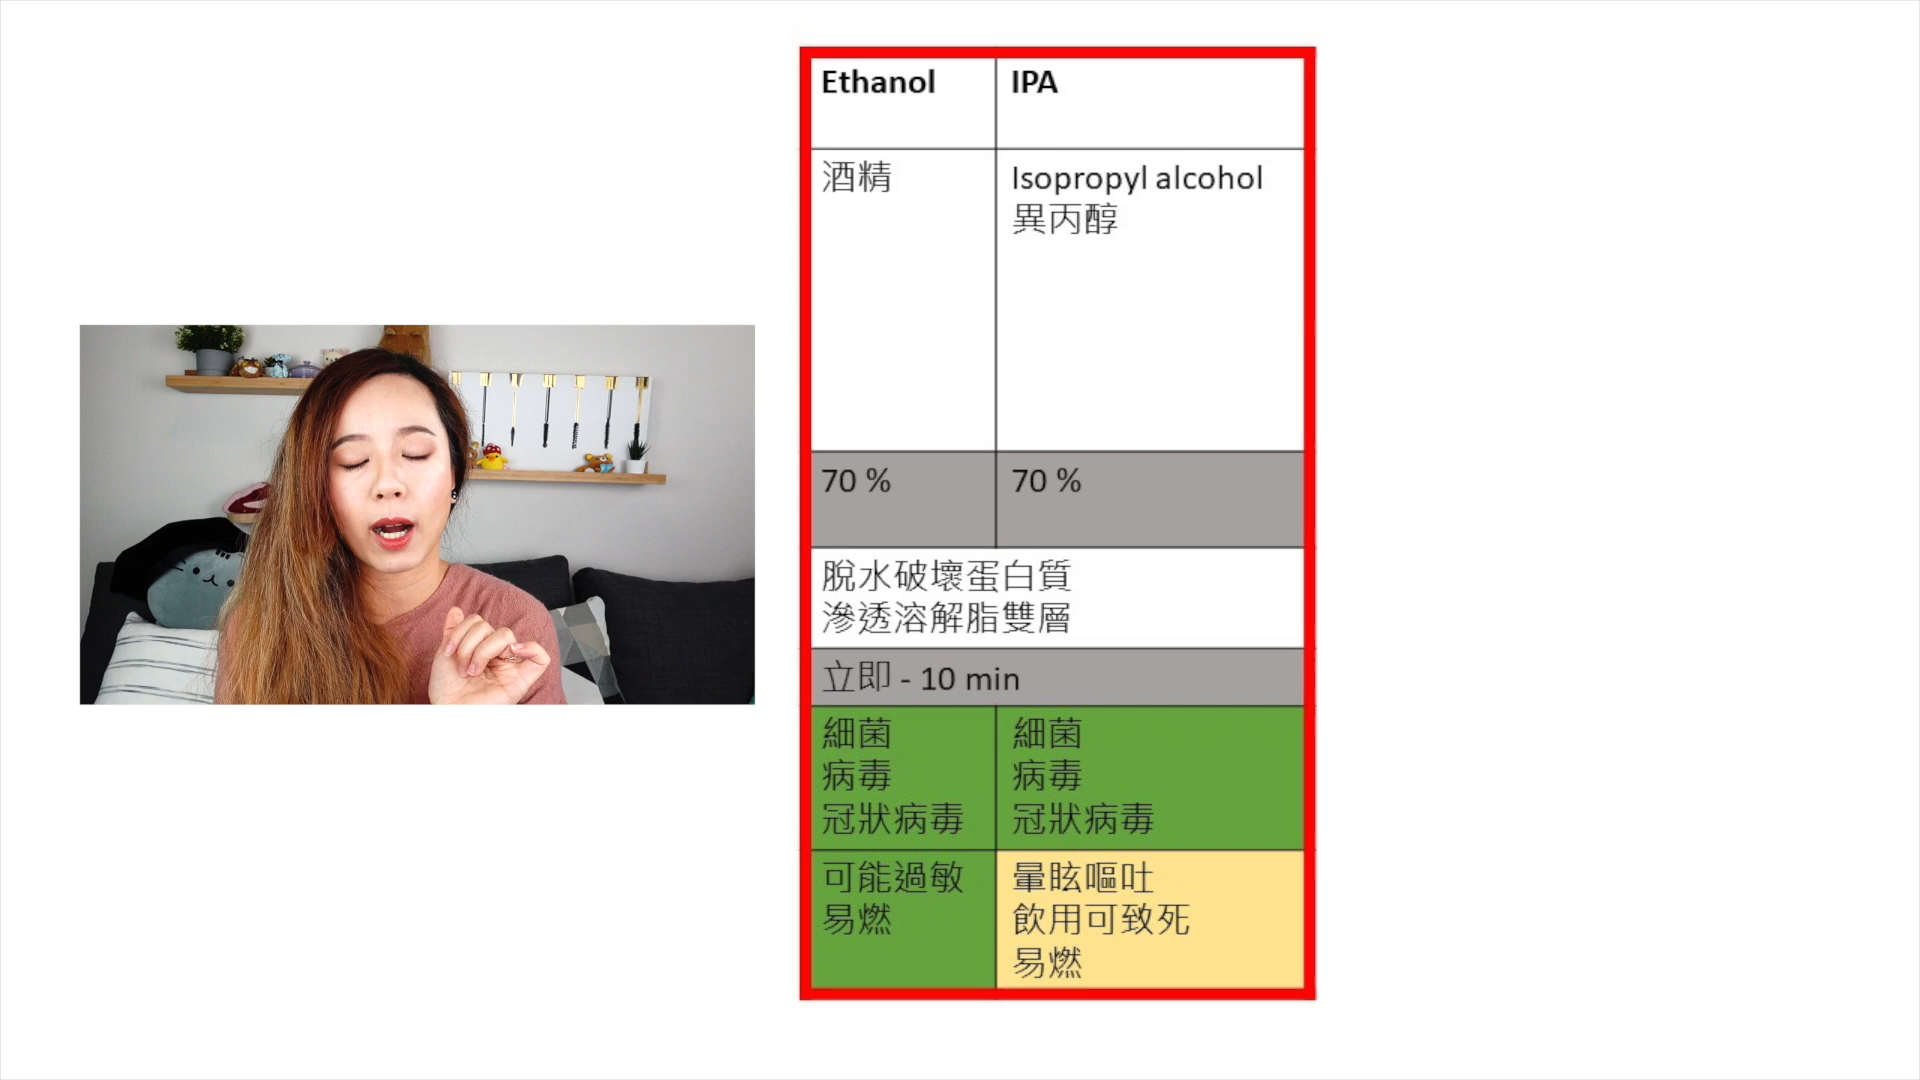 Ethanol
IPA
酒精
Isopropyl alcohol
異丙醇
70 %
70 %
脫水破壞蛋白質
滲透溶解脂雙層
立即 - 10 min
細菌
病毒
冠狀病毒
細菌
病毒
冠狀病毒
可能過敏
易燃
暈眩嘔吐
飲用可致死
易燃